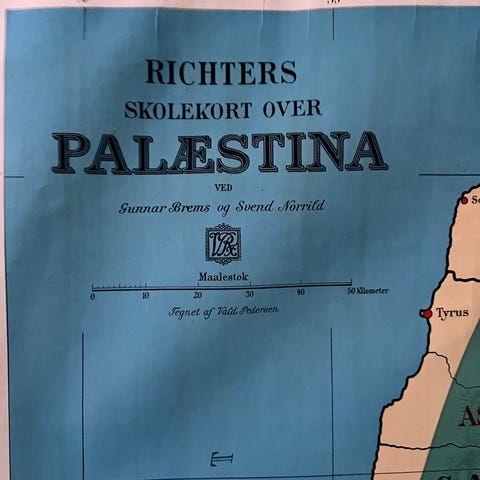 RICHTERS
SKOLEKORT OVER
PALÆSTINA
VED
Gunnar Brems og Svend Norrild
Maalestok
0 10 20 30 40 50 Kilometer
Tegnet af Vald. Pedersen
Tyrus